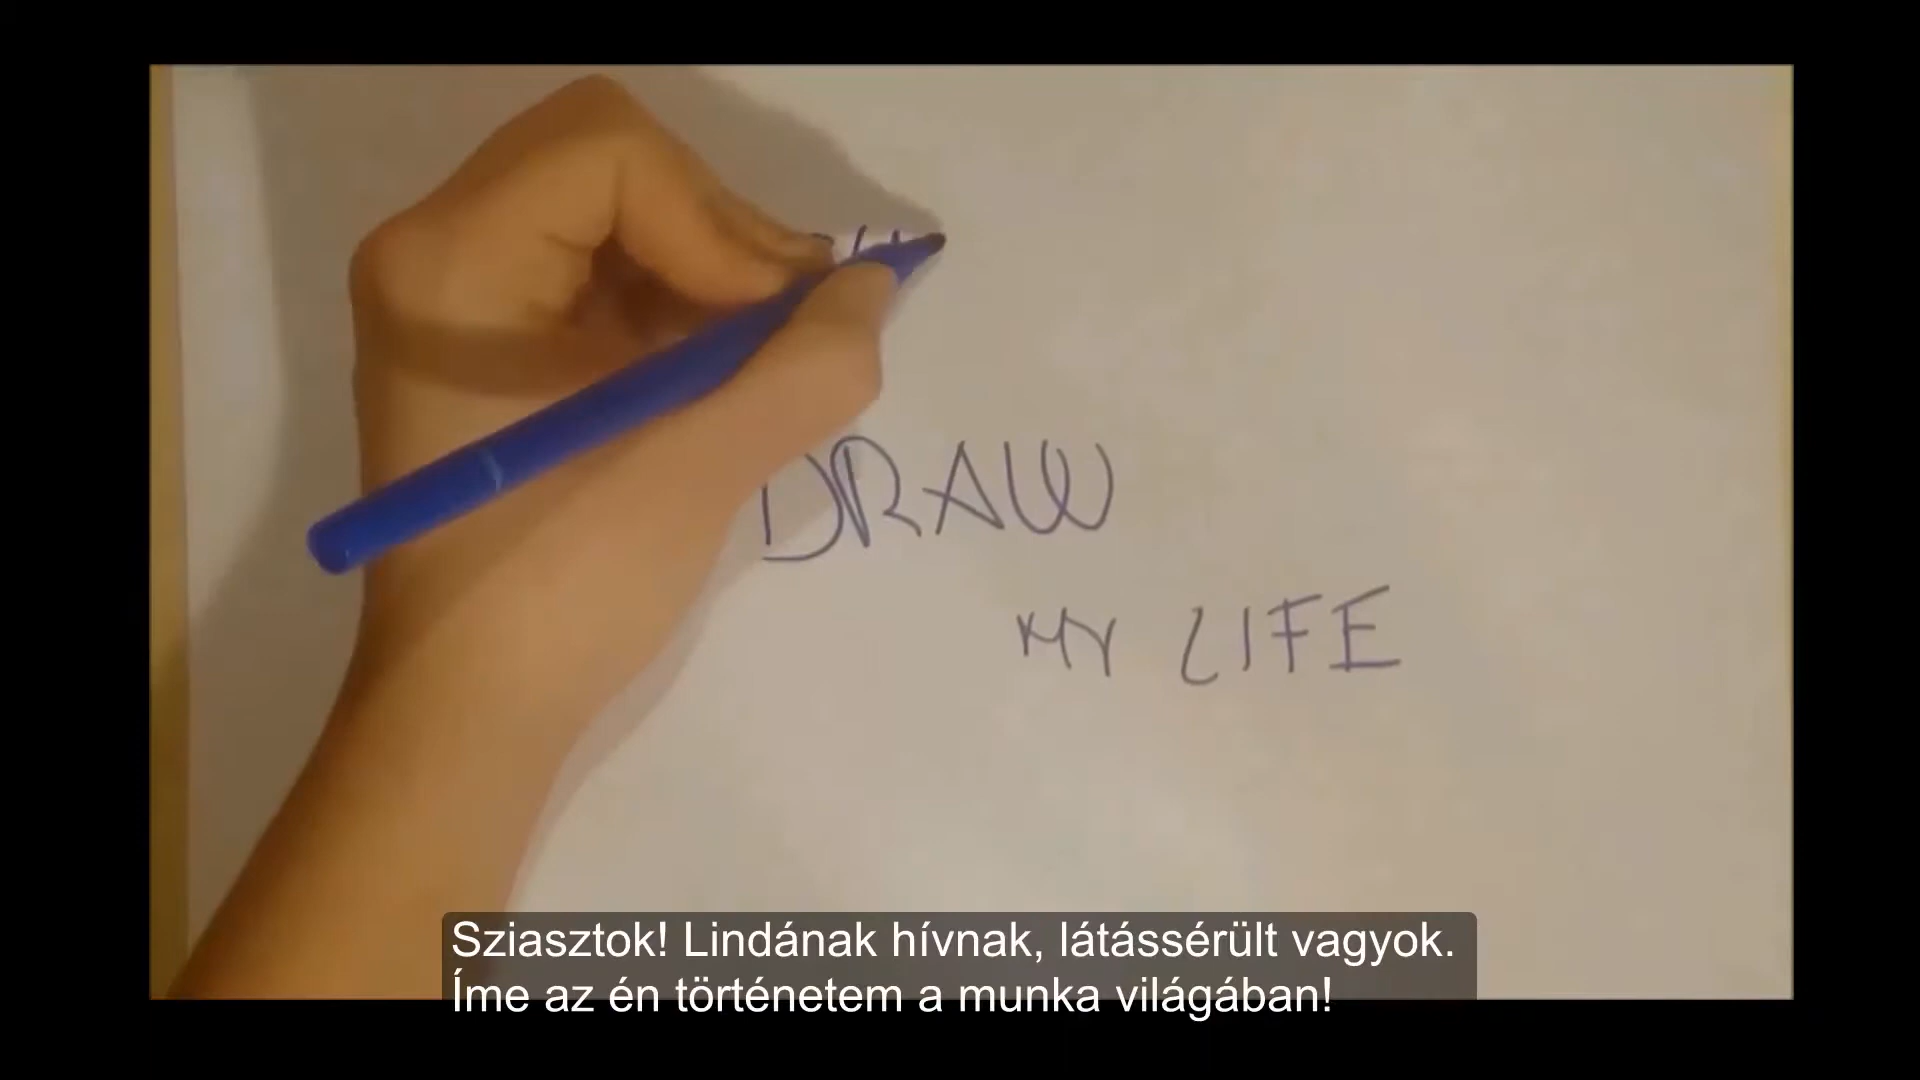 DRAW
MY LIFE
Sziasztok! Lindának hívnak, látássérült vagyok.
Íme az én történetem a munka világában!